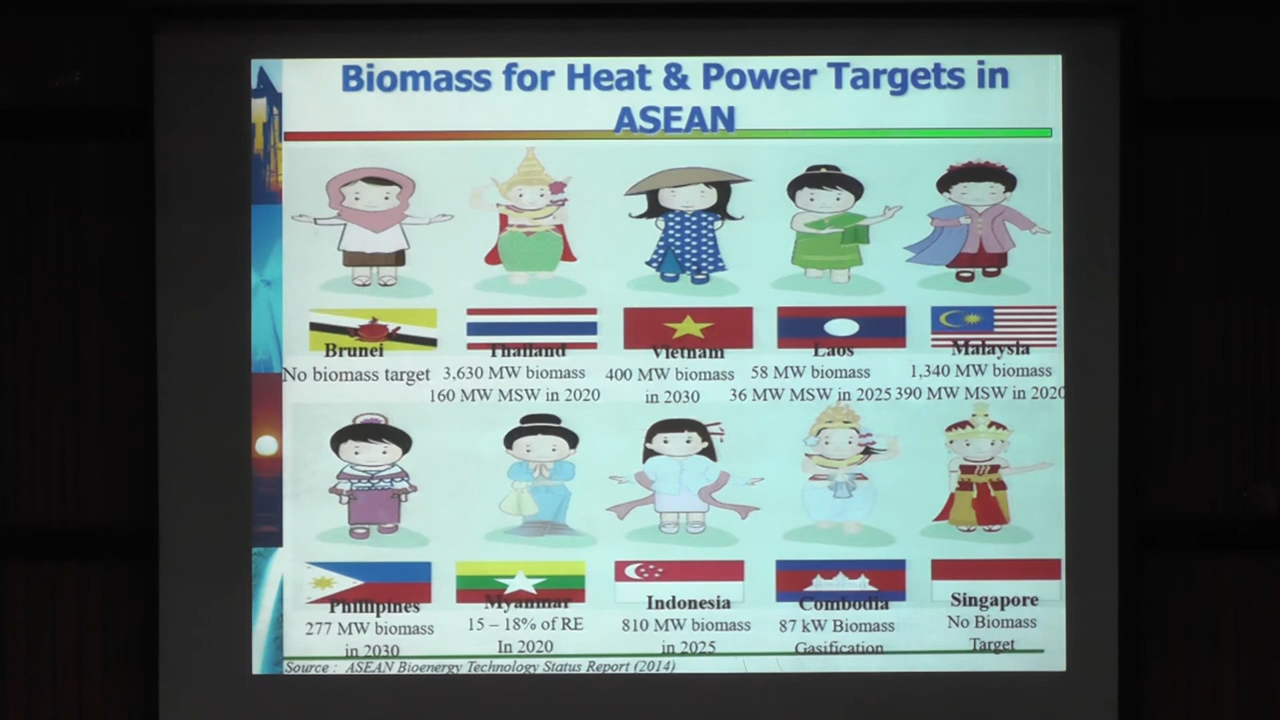 Biomass for Heat & Power Targets in
ASEAN
Brunei
No biomass target
Thailand
3,630 MW biomass
160 MW MSW in 2020
Vietnam
400 MW biomass
in 2030
Laos
58 MW biomass
36 MW MSW in 2025
Malaysia
1,340 MW biomass
390 MW MSW in 2020
Phillipines
277 MW biomass
in 2030
Myanmar
15 – 18% of RE
In 2020
Indonesia
810 MW biomass
in 2025
Combodia
87 kW Biomass
Gasification
Singapore
No Biomass
Target
Source : ASEAN Bioenergy Technology Status Report (2014)